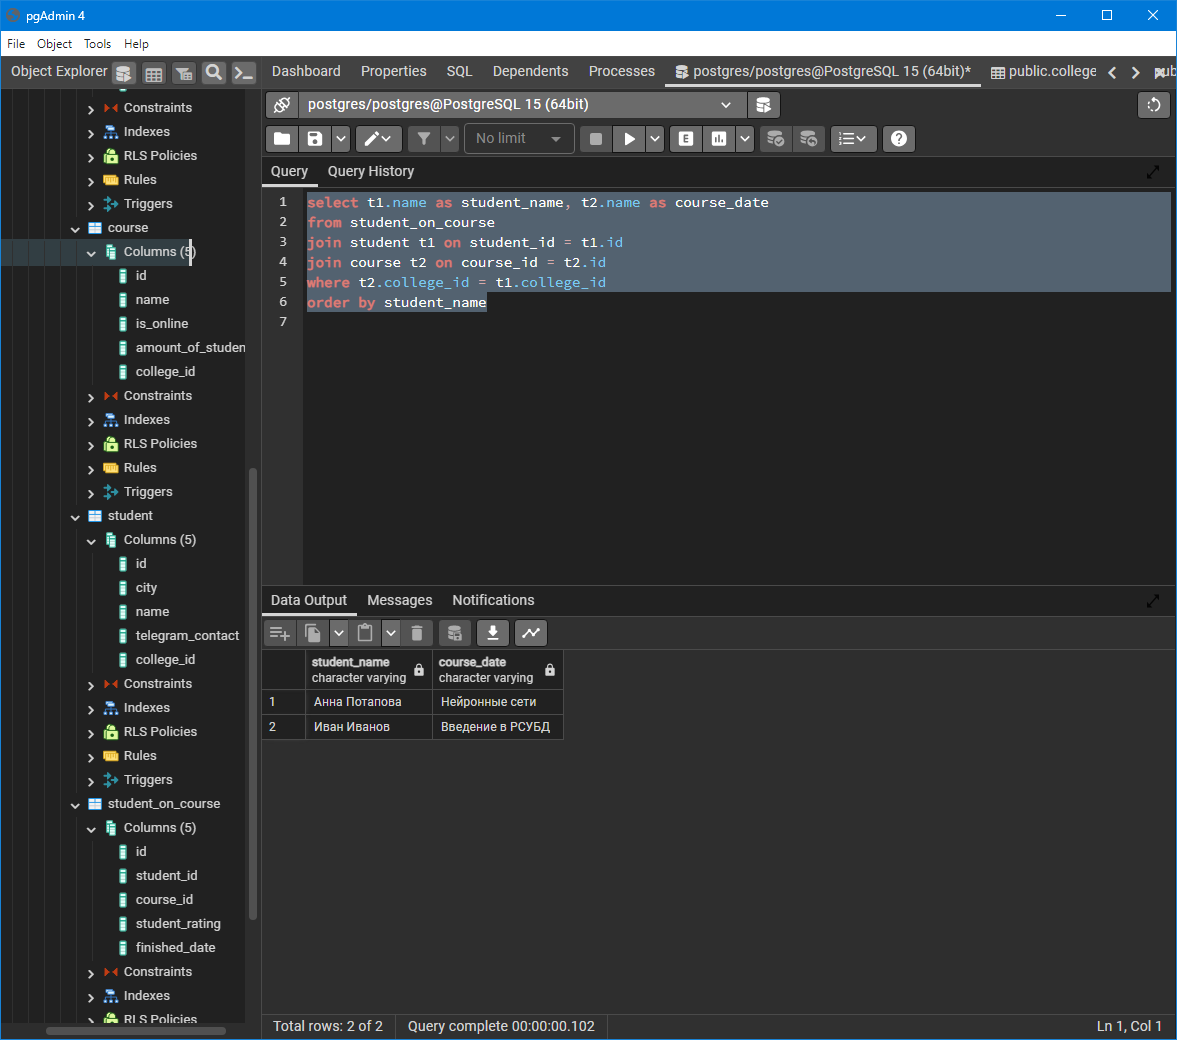 pgAdmin 4
File Object Tools Help
Object Explorer
Dashboard Properties SQL Dependents Processes postgres/postgres@PostgreSQL 15 (64bit)* public.college
Constraints
Indexes
RLS Policies
Rules
Triggers
course
Columns (5)
id
name
is_online
amount_of_studen
college_id
Constraints
Indexes
RLS Policies
Rules
Triggers
student
Columns (5)
id
city
name
telegram_contact
college_id
Constraints
Indexes
RLS Policies
Rules
Triggers
student_on_course
Columns (5)
id
student_id
course_id
student_rating
finished_date
Constraints
Indexes
RLS Policies
postgres/postgres@PostgreSQL 15 (64bit)
No limit
E
Query Query History
1 select t1.name as student_name, t2.name as course_date
2 from student_on_course
3 join student t1 on student_id = t1.id
4 join course t2 on course_id = t2.id
5 where t2.college_id = t1.college_id
6 order by student_name
7
Data Output Messages Notifications
student_name course_date
character varying character varying
1 Анна Потапова Нейронные сети
2 Иван Иванов Введение в РСУБД
Total rows: 2 of 2 Query complete 00:00:00.102 Ln 1, Col 1